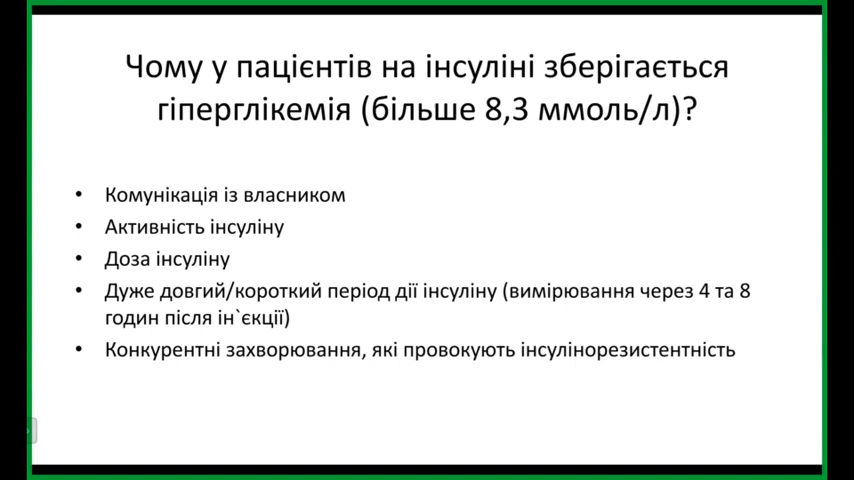 Чому у пацієнтів на інсуліні зберігається
гіперглікемія (більше 8,3 ммоль/л)?
• Комунікація із власником
• Активність інсуліну
• Доза інсуліну
• Дуже довгий/короткий період дії інсуліну (вимірювання через 4 та 8
годин після ін`єкції)
• Конкурентні захворювання, які провокують інсулінорезистентність